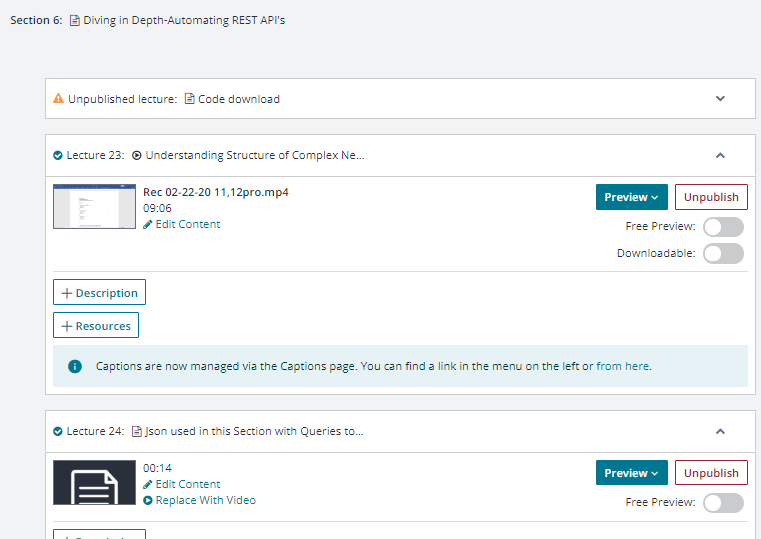 Section 6: Diving in Depth-Automating REST API's
Unpublished lecture: Code download
Lecture 23: Understanding Structure of Complex Ne...
Rec 02-22-20 11,12pro.mp4
09:06
Edit Content
Preview
Unpublish
Free Preview:
Downloadable:
+ Description
+ Resources
Captions are now managed via the Captions page. You can find a link in the menu on the left or from here.
Lecture 24: Json used in this Section with Queries to...
00:14
Edit Content
Replace With Video
Preview
Unpublish
Free Preview: